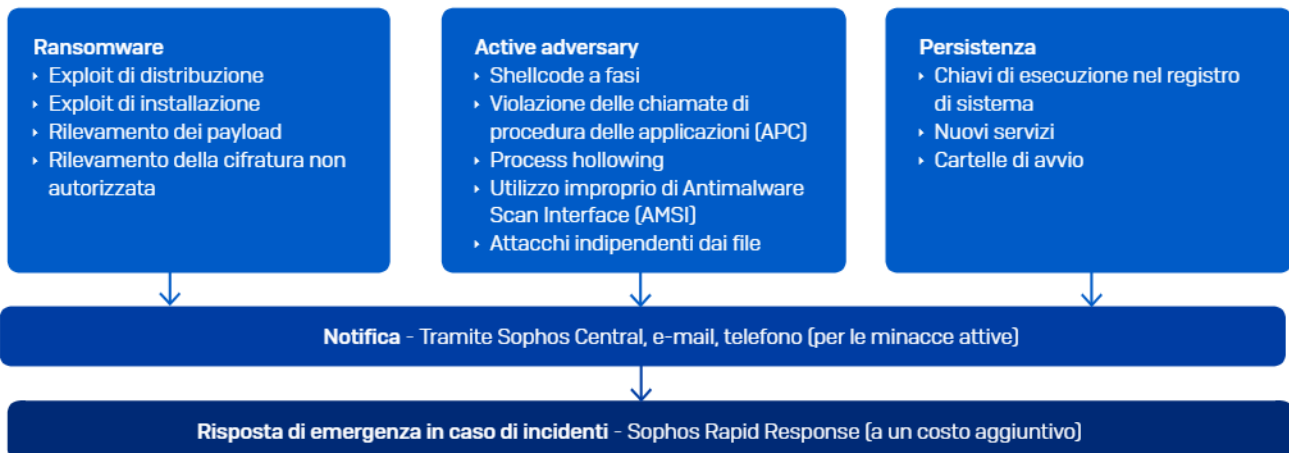 Ransomware
‣ Exploit di distribuzione
‣ Exploit di installazione
‣ Rilevamento dei payload
‣ Rilevamento della cifratura non
autorizzata
Active adversary
‣ Shellcode a fasi
‣ Violazione delle chiamate di
procedura delle applicazioni (APC)
‣ Process hollowing
‣ Utilizzo improprio di Antimalware
Scan Interface (AMSI)
‣ Attacchi indipendenti dai file
Persistenza
‣ Chiavi di esecuzione nel registro
di sistema
‣ Nuovi servizi
‣ Cartelle di avvio
Notifica - Tramite Sophos Central, e-mail, telefono (per le minacce attive)
Risposta di emergenza in caso di incidenti - Sophos Rapid Response (a un costo aggiuntivo)